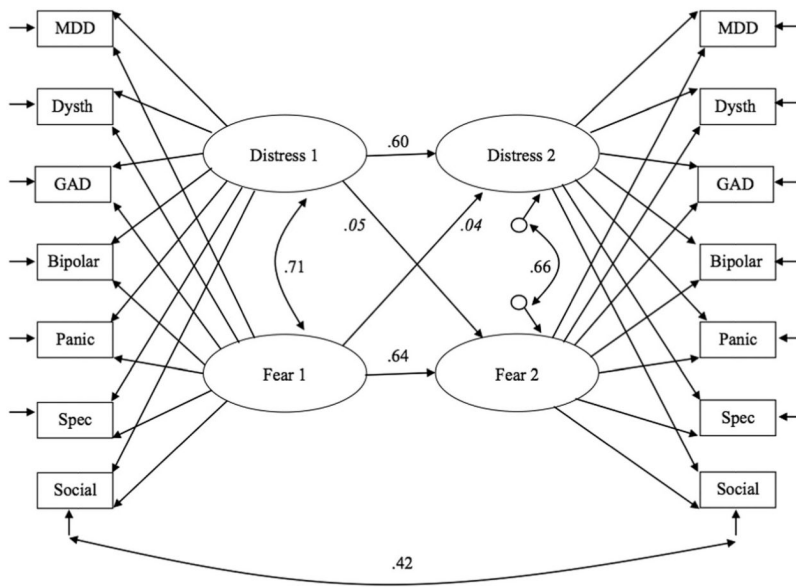 MDD
MDD
Dysth
Dysth
Distress 1
.60
Distress 2
GAD
GAD
.05
.04
Bipolar
.71
.66
Bipolar
Panic
Panic
.64
Fear 1
Fear 2
Spec
Spec
Social
Social
.42